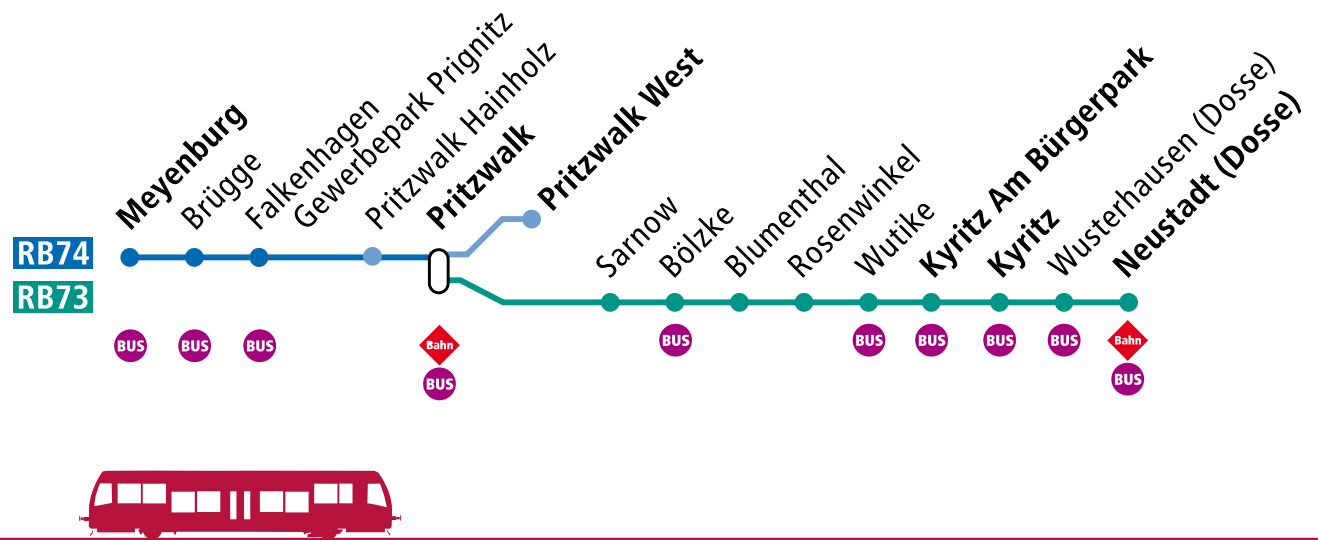 Meyenburg
Brügge
Falkenhagen
Gewerbepark Prignitz
Pritzwalk Hainholz
Pritzwalk
Pritzwalk West
RB74
RB73
Sarnow
Bölzke
Blumenthal
Rosenwinkel
Wutike
Kyritz Am Bürgerpark
Kyritz
Wusterhausen (Dosse)
Neustadt (Dosse)
BUS
BUS
BUS
Bahn
BUS
BUS
BUS
BUS
BUS
BUS
Bahn
BUS